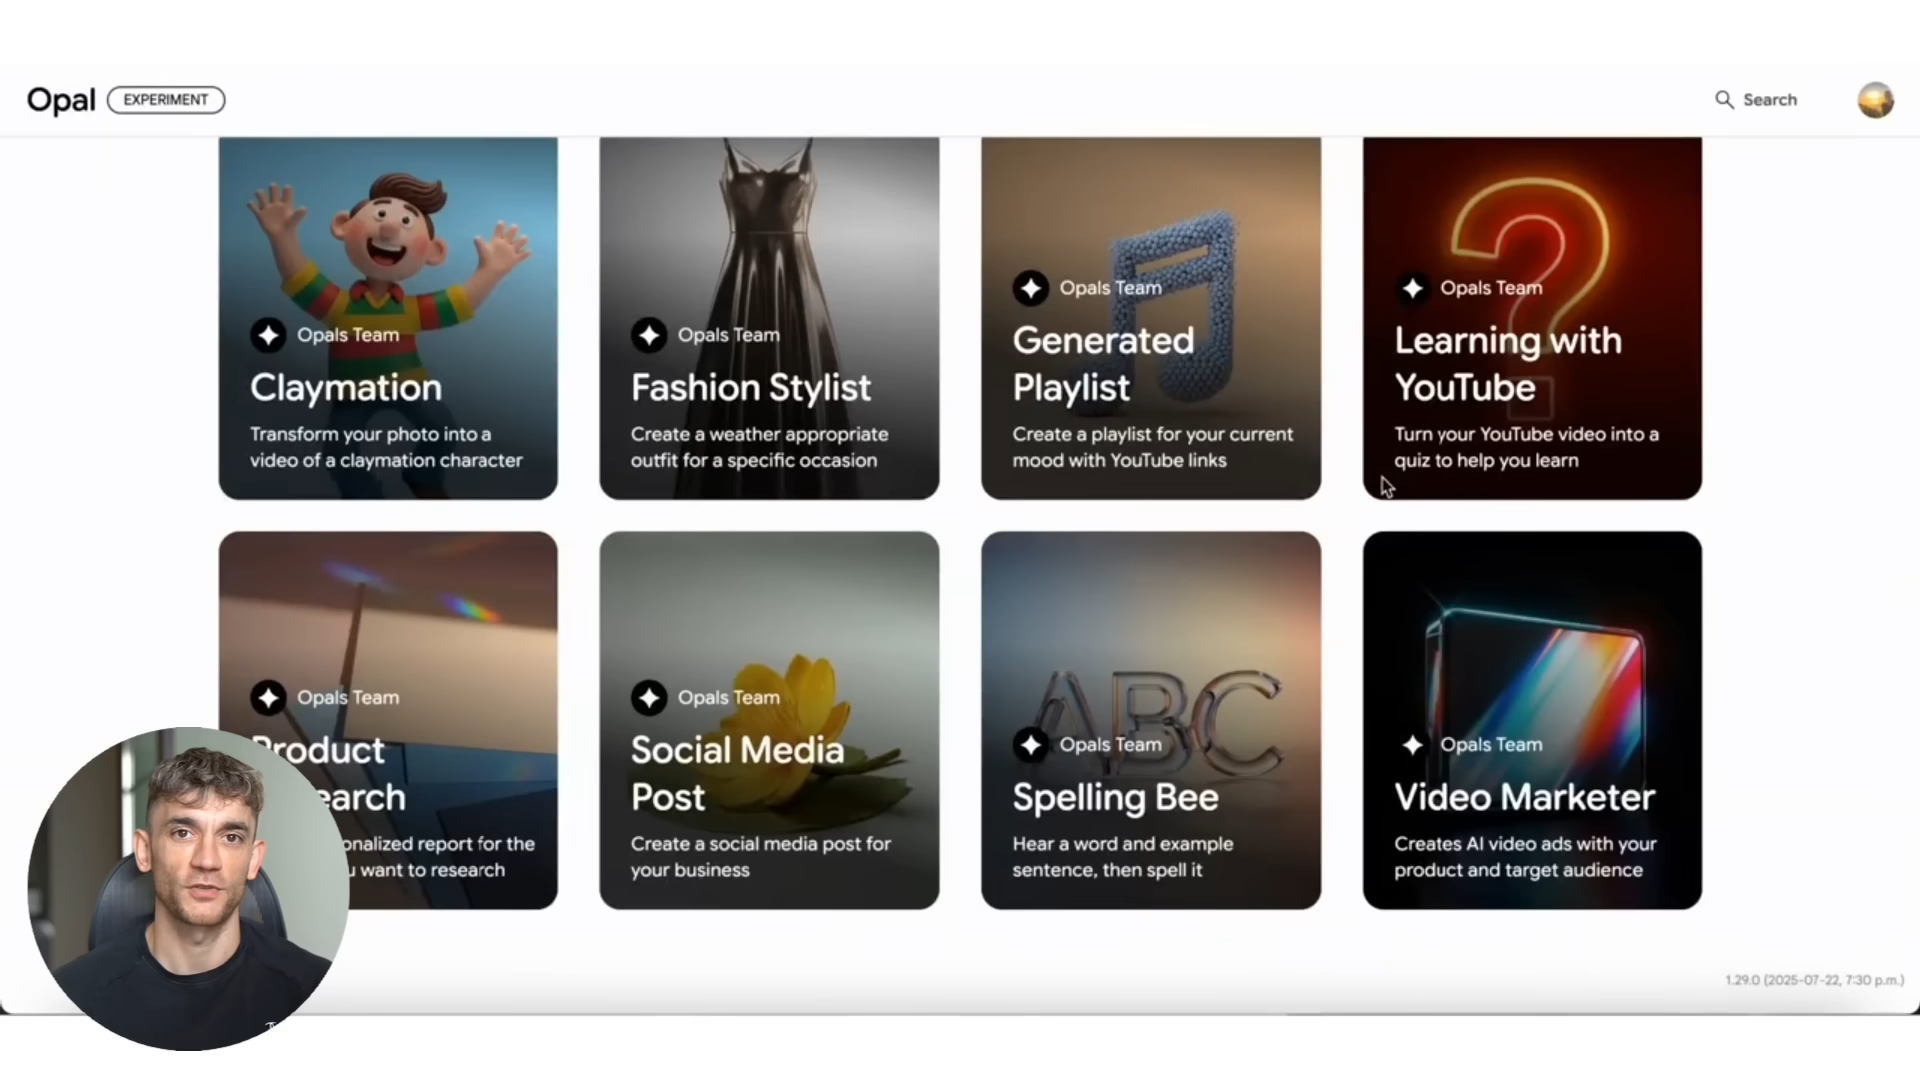 Opal EXPERIMENT
Search
Opals Team
Claymation
Transform your photo into a
video of a claymation character
Opals Team
Fashion Stylist
Create a weather appropriate
outfit for a specific occasion
Opals Team
Generated
Playlist
Create a playlist for your current
mood with YouTube links
Opals Team
Learning with
YouTube
Turn your YouTube video into a
quiz to help you learn
Opals Team
Product
earch
onalized report for the
u want to research
Opals Team
Social Media
Post
Create a social media post for
your business
ABC
Opals Team
Spelling Bee
Hear a word and example
sentence, then spell it
Opals Team
Video Marketer
Creates AI video ads with your
product and target audience
1.29.0 (2025-07-22, 7:30 p.m.)